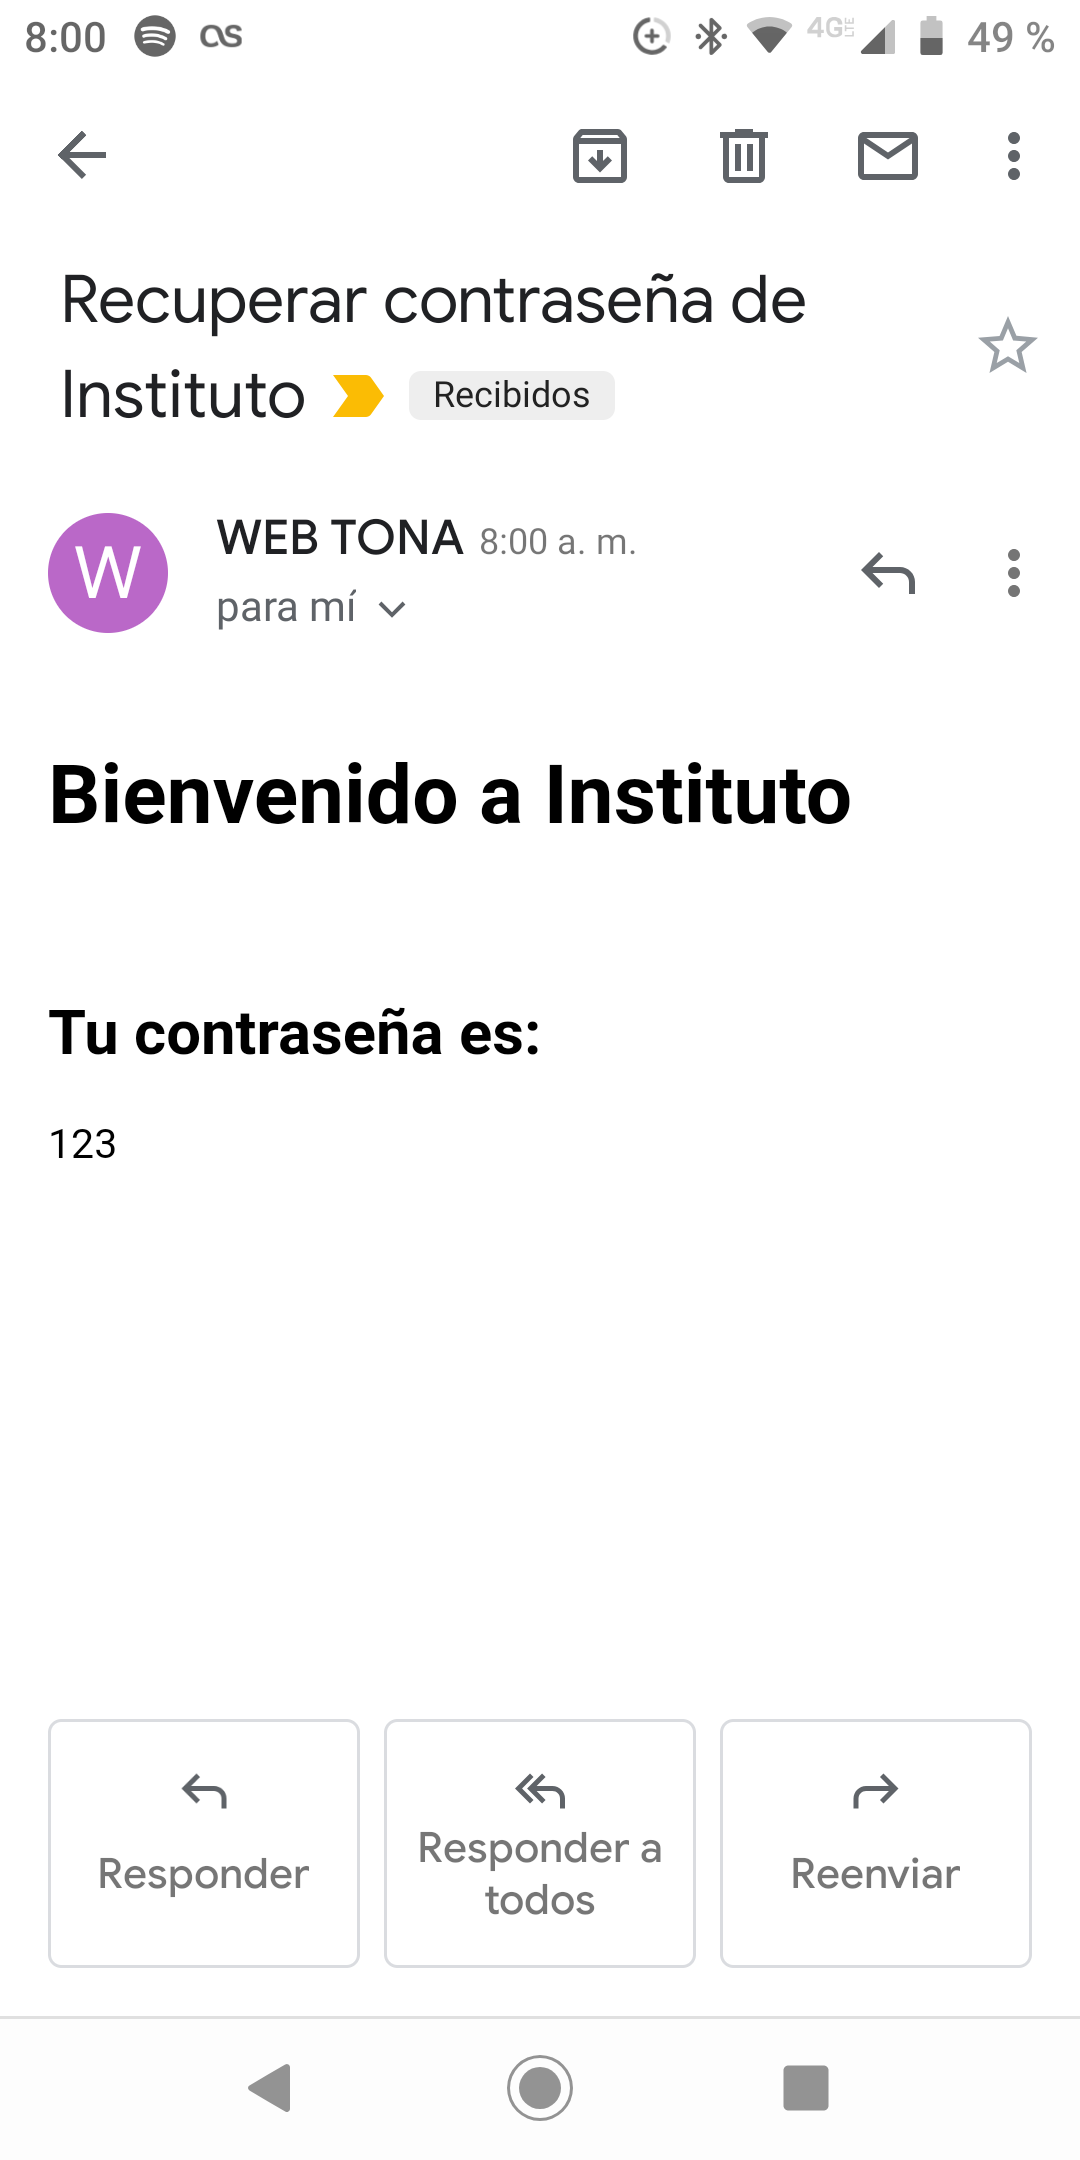 8:00
4G LTE
49 %
Recuperar contraseña de
Instituto Recibidos
W
WEB TONA 8:00 a. m.
para mí
Bienvenido a Instituto
Tu contraseña es:
123
Responder
Responder a
todos
Reenviar